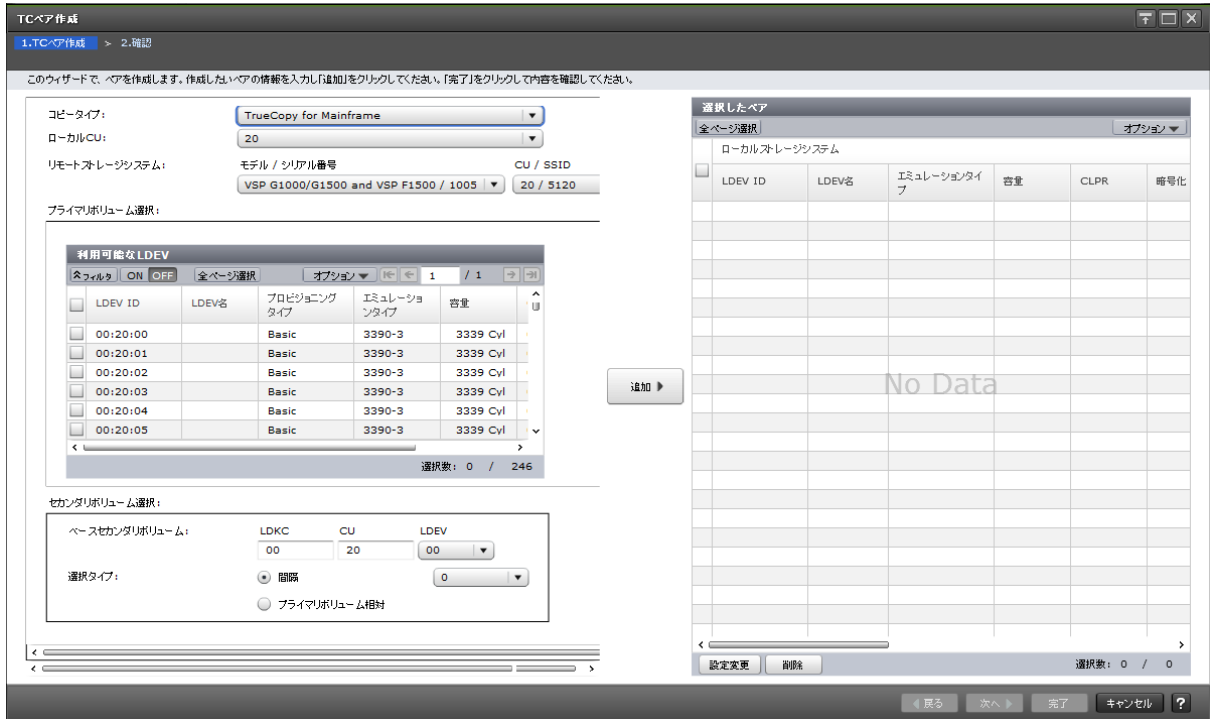 TCペア作成
1.TCペア作成 > 2.確認
このウィザードで、ペアを作成します。作成したいペアの情報を入力し「追加」をクリックしてください。「完了」をクリックして内容を確認してください。
コピータイプ: TrueCopy for Mainframe
ローカルCU: 20
リモートストレージシステム: モデル / シリアル番号 CU / SSID
VSP G1000/G1500 and VSP F1500 / 1005 20 / 5120
プライマリボリューム選択:
利用可能なLDEV
フィルタ ON OFF 全ページ選択 オプション 1 / 1
LDEV ID LDEV名 プロビジョニングタイプ エミュレーションタイプ 容量
00:20:00 Basic 3390-3 3339 Cyl
00:20:01 Basic 3390-3 3339 Cyl
00:20:02 Basic 3390-3 3339 Cyl
00:20:03 Basic 3390-3 3339 Cyl
00:20:04 Basic 3390-3 3339 Cyl
00:20:05 Basic 3390-3 3339 Cyl
選択数: 0 / 246
セカンダリボリューム選択:
ベースセカンダリボリューム: LDKC CU LDEV
00 20 00
選択タイプ: 間隔 0
プライマリボリューム相対
追加
選択したペア
全ページ選択 オプション
ローカルストレージシステム
LDEV ID LDEV名 エミュレーションタイプ 容量 CLPR 暗号化
No Data
設定変更 削除 選択数: 0 / 0
戻る 次へ 完了 キャンセル ?